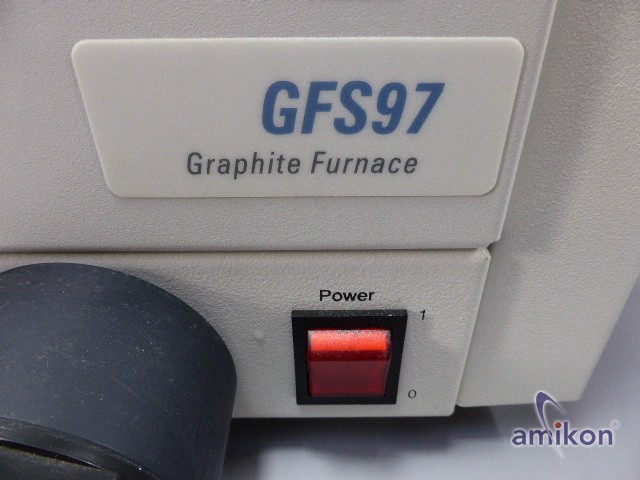 GFS97
Graphite Furnace
Power
1
0
amikon®